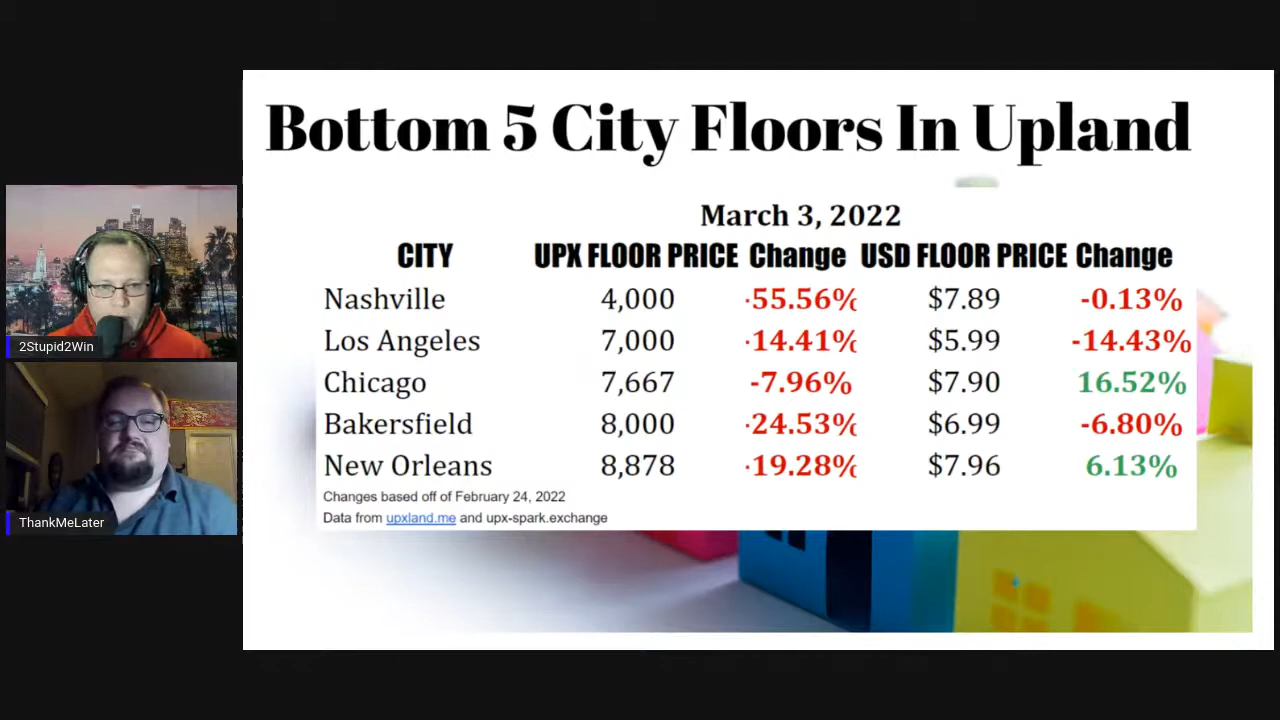 Bottom 5 City Floors In Upland
March 3, 2022
CITY UPX FLOOR PRICE Change USD FLOOR PRICE Change
Nashville 4,000 -55.56% $7.89 -0.13%
Los Angeles 7,000 -14.41% $5.99 -14.43%
Chicago 7,667 -7.96% $7.90 16.52%
Bakersfield 8,000 -24.53% $6.99 -6.80%
New Orleans 8,878 -19.28% $7.96 6.13%
Changes based off of February 24, 2022
Data from upxland.me and upx-spark.exchange
2Stupid2Win
ThankMeLater